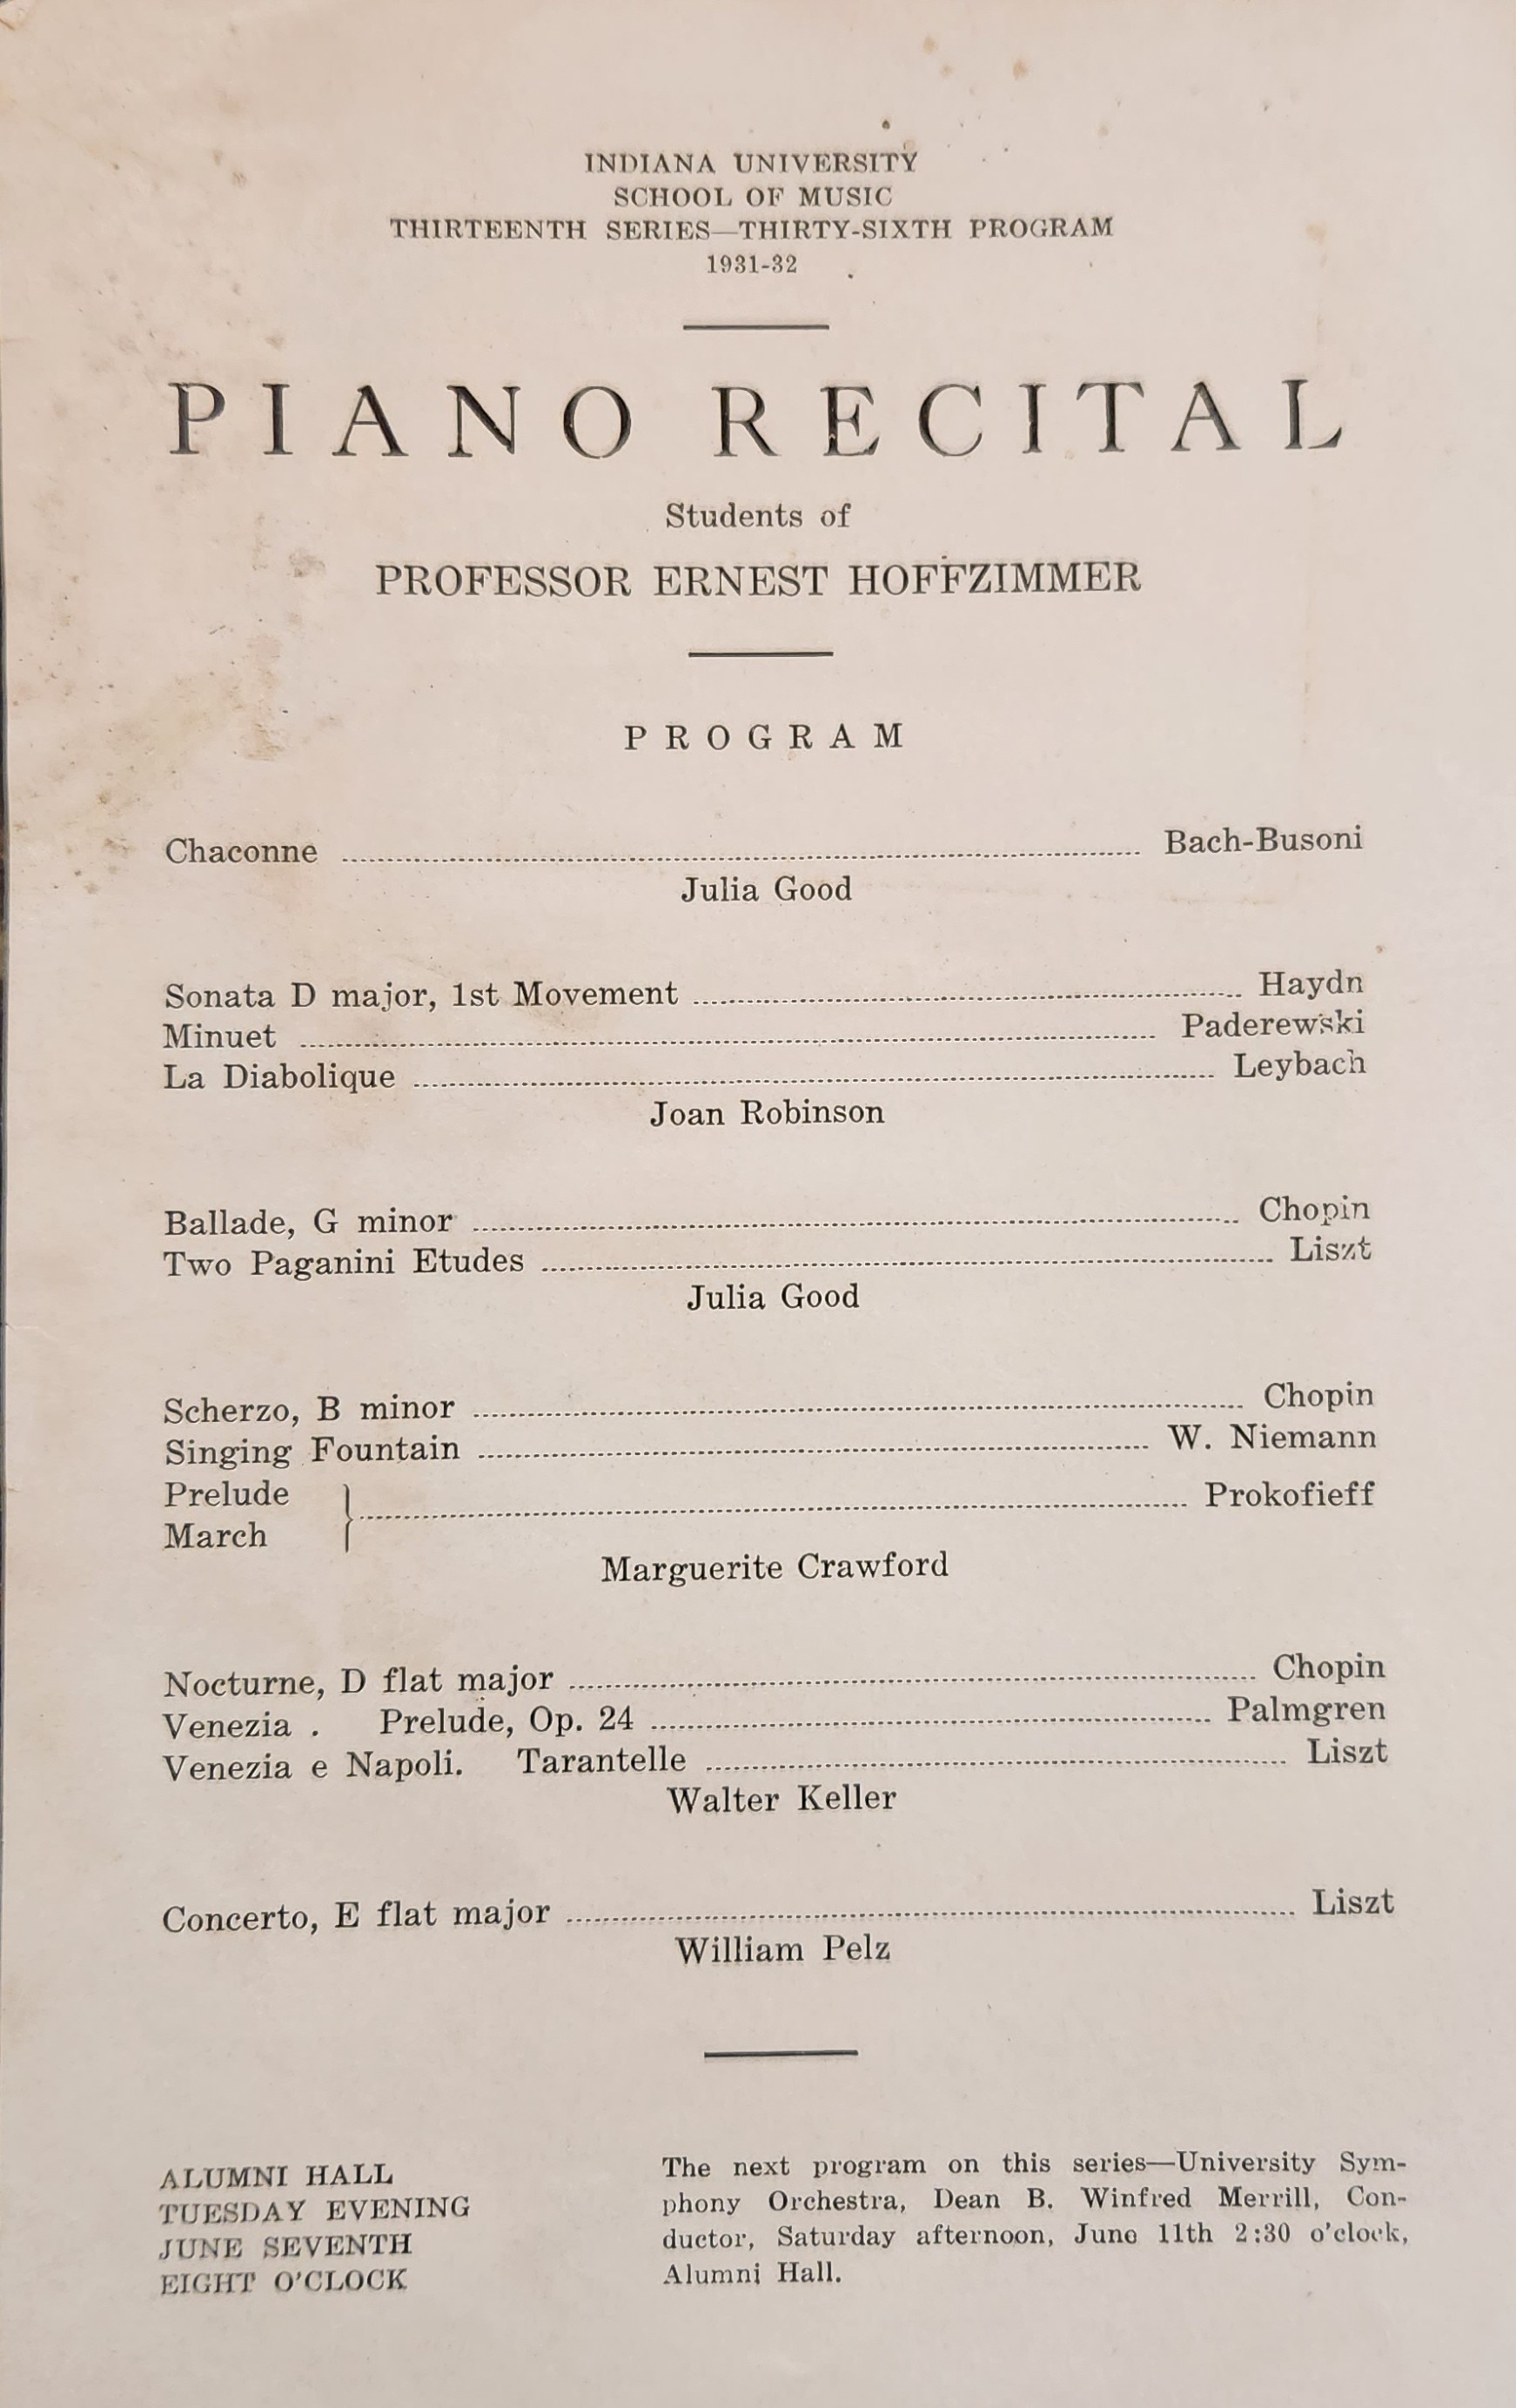 INDIANA UNIVERSITY
SCHOOL OF MUSIC
THIRTEENTH SERIES—THIRTY-SIXTH PROGRAM
1931-32
PIANO RECITAL
Students of
PROFESSOR ERNEST HOFFZIMMER
PROGRAM
Chaconne ........ Bach-Busoni
Julia Good
Sonata D major, 1st Movement ........ Haydn
Minuet ........ Paderewski
La Diabolique ........ Leybach
Joan Robinson
Ballade, G minor ........ Chopin
Two Paganini Etudes ........ Liszt
Julia Good
Scherzo, B minor ........ Chopin
Singing Fountain ........ W. Niemann
Prelude
March } ........ Prokofieff
Marguerite Crawford
Nocturne, D flat major ........ Chopin
Venezia . Prelude, Op. 24 ........ Palmgren
Venezia e Napoli. Tarantelle ........ Liszt
Walter Keller
Concerto, E flat major ........ Liszt
William Pelz
ALUMNI HALL
TUESDAY EVENING
JUNE SEVENTH
EIGHT O'CLOCK
The next program on this series—University Sym-
phony Orchestra, Dean B. Winfred Merrill, Con-
ductor, Saturday afternoon, June 11th 2:30 o'clock,
Alumni Hall.